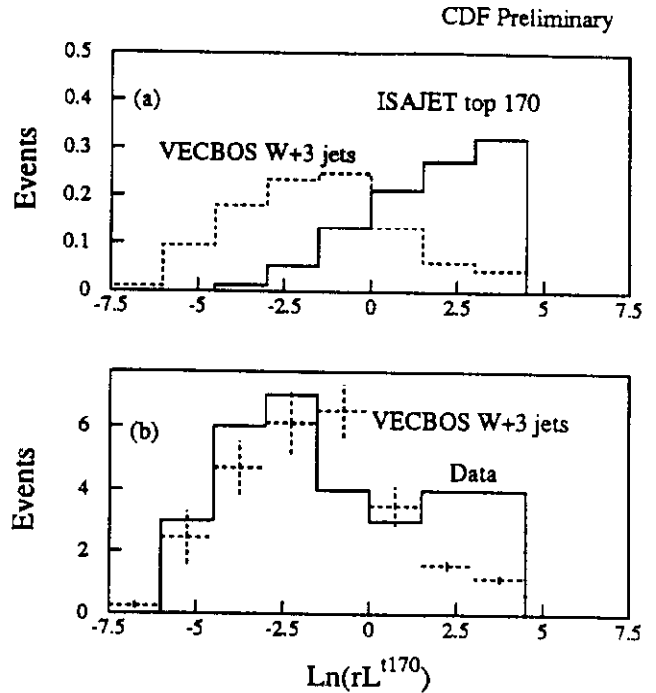 CDF Preliminary
0.5
(a)
ISAJET top 170
0.4
VECBOS W+3 jets
0.3
0.2
0.1
0
Events
-7.5 -5 -2.5 0 2.5 5 7.5
(b)
VECBOS W+3 jets
6
Data
4
2
0
Events
-7.5 -5 -2.5 0 2.5 5 7.5
Ln(rL^t170)